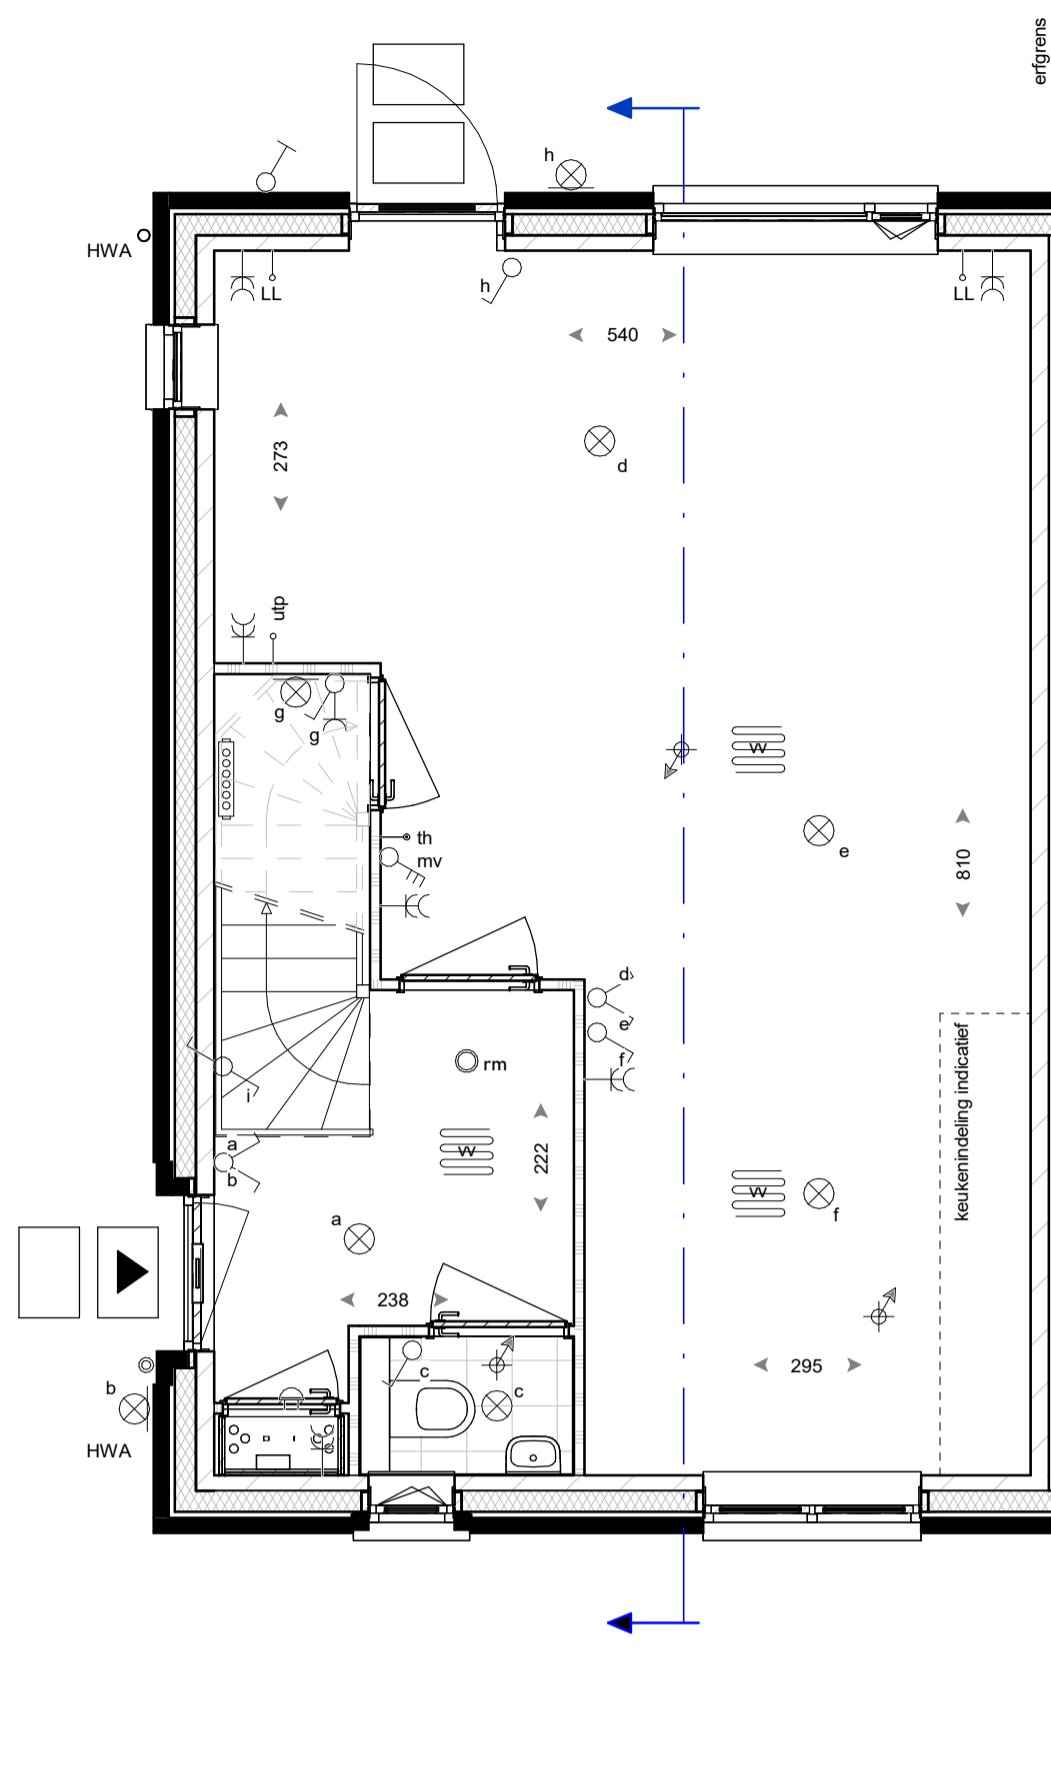 erfgrens
h
HWA
h
LL
LL
540
273
d
utp
g
g
th
mv
W
e
810
d
e
f
rm
keukenindeling indicatief
i
a
b
W
222
W
f
a
238
295
c
c
b
HWA